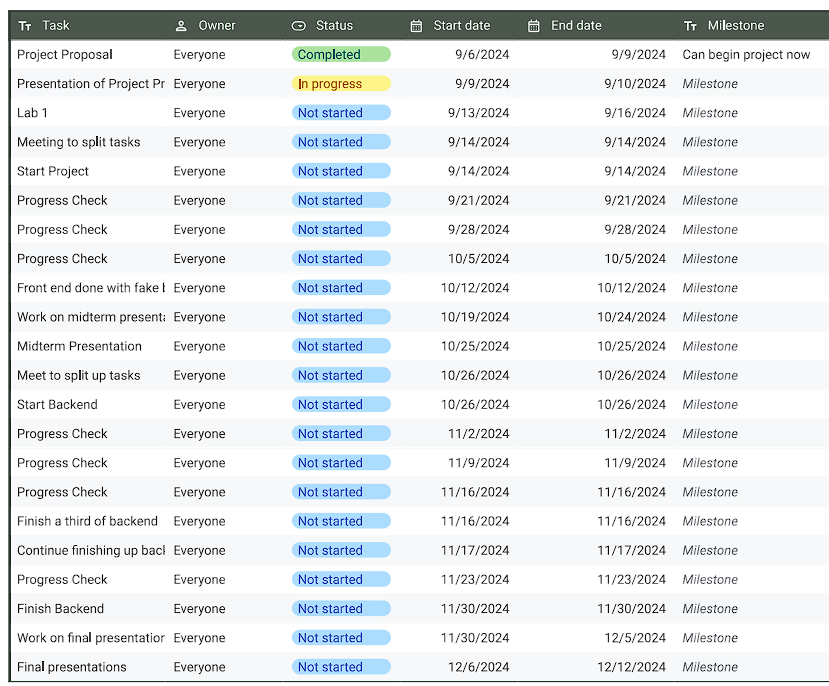 Task Owner Status Start date End date Milestone
Project Proposal Everyone Completed 9/6/2024 9/9/2024 Can begin project now
Presentation of Project Pr Everyone In progress 9/9/2024 9/10/2024 Milestone
Lab 1 Everyone Not started 9/13/2024 9/16/2024 Milestone
Meeting to split tasks Everyone Not started 9/14/2024 9/14/2024 Milestone
Start Project Everyone Not started 9/14/2024 9/14/2024 Milestone
Progress Check Everyone Not started 9/21/2024 9/21/2024 Milestone
Progress Check Everyone Not started 9/28/2024 9/28/2024 Milestone
Progress Check Everyone Not started 10/5/2024 10/5/2024 Milestone
Front end done with fake Everyone Not started 10/12/2024 10/12/2024 Milestone
Work on midterm present Everyone Not started 10/19/2024 10/24/2024 Milestone
Midterm Presentation Everyone Not started 10/25/2024 10/25/2024 Milestone
Meet to split up tasks Everyone Not started 10/26/2024 10/26/2024 Milestone
Start Backend Everyone Not started 10/26/2024 10/26/2024 Milestone
Progress Check Everyone Not started 11/2/2024 11/2/2024 Milestone
Progress Check Everyone Not started 11/9/2024 11/9/2024 Milestone
Progress Check Everyone Not started 11/16/2024 11/16/2024 Milestone
Finish a third of backend Everyone Not started 11/16/2024 11/16/2024 Milestone
Continue finishing up back Everyone Not started 11/17/2024 11/17/2024 Milestone
Progress Check Everyone Not started 11/23/2024 11/23/2024 Milestone
Finish Backend Everyone Not started 11/30/2024 11/30/2024 Milestone
Work on final presentation Everyone Not started 11/30/2024 12/5/2024 Milestone
Final presentations Everyone Not started 12/6/2024 12/12/2024 Milestone